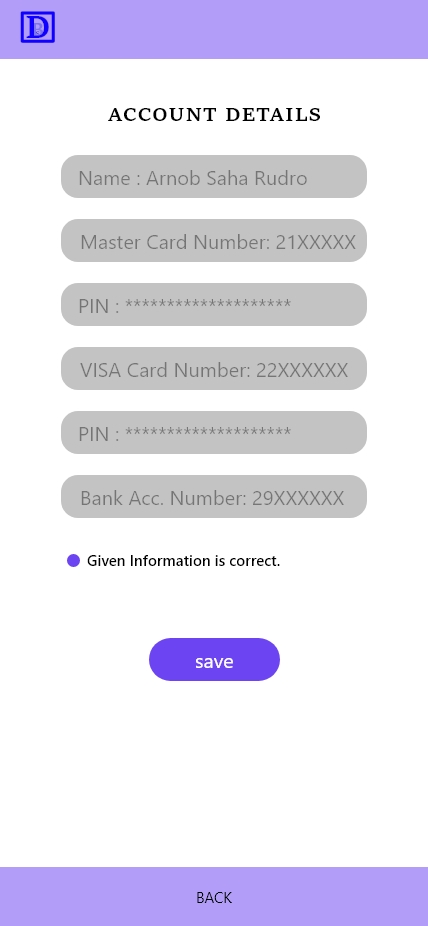 D
ACCOUNT DETAILS
Name : Arnob Saha Rudro
Master Card Number: 21XXXXX
PIN : ********************
VISA Card Number: 22XXXXXX
PIN : ********************
Bank Acc. Number: 29XXXXXX
Given Information is correct.
save
BACK